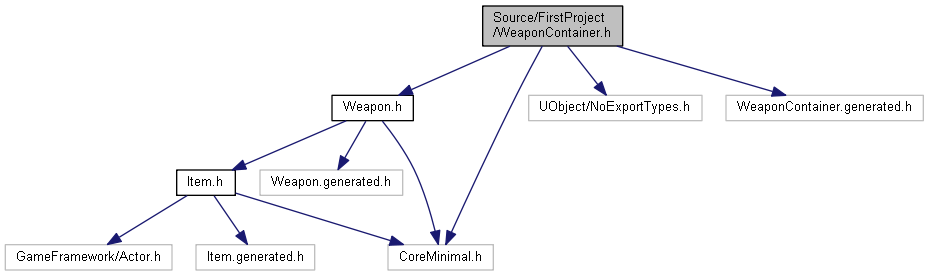 Source/FirstProject
/WeaponContainer.h
Weapon.h
UObject/NoExportTypes.h
WeaponContainer.generated.h
Item.h
Weapon.generated.h
GameFramework/Actor.h
Item.generated.h
CoreMinimal.h